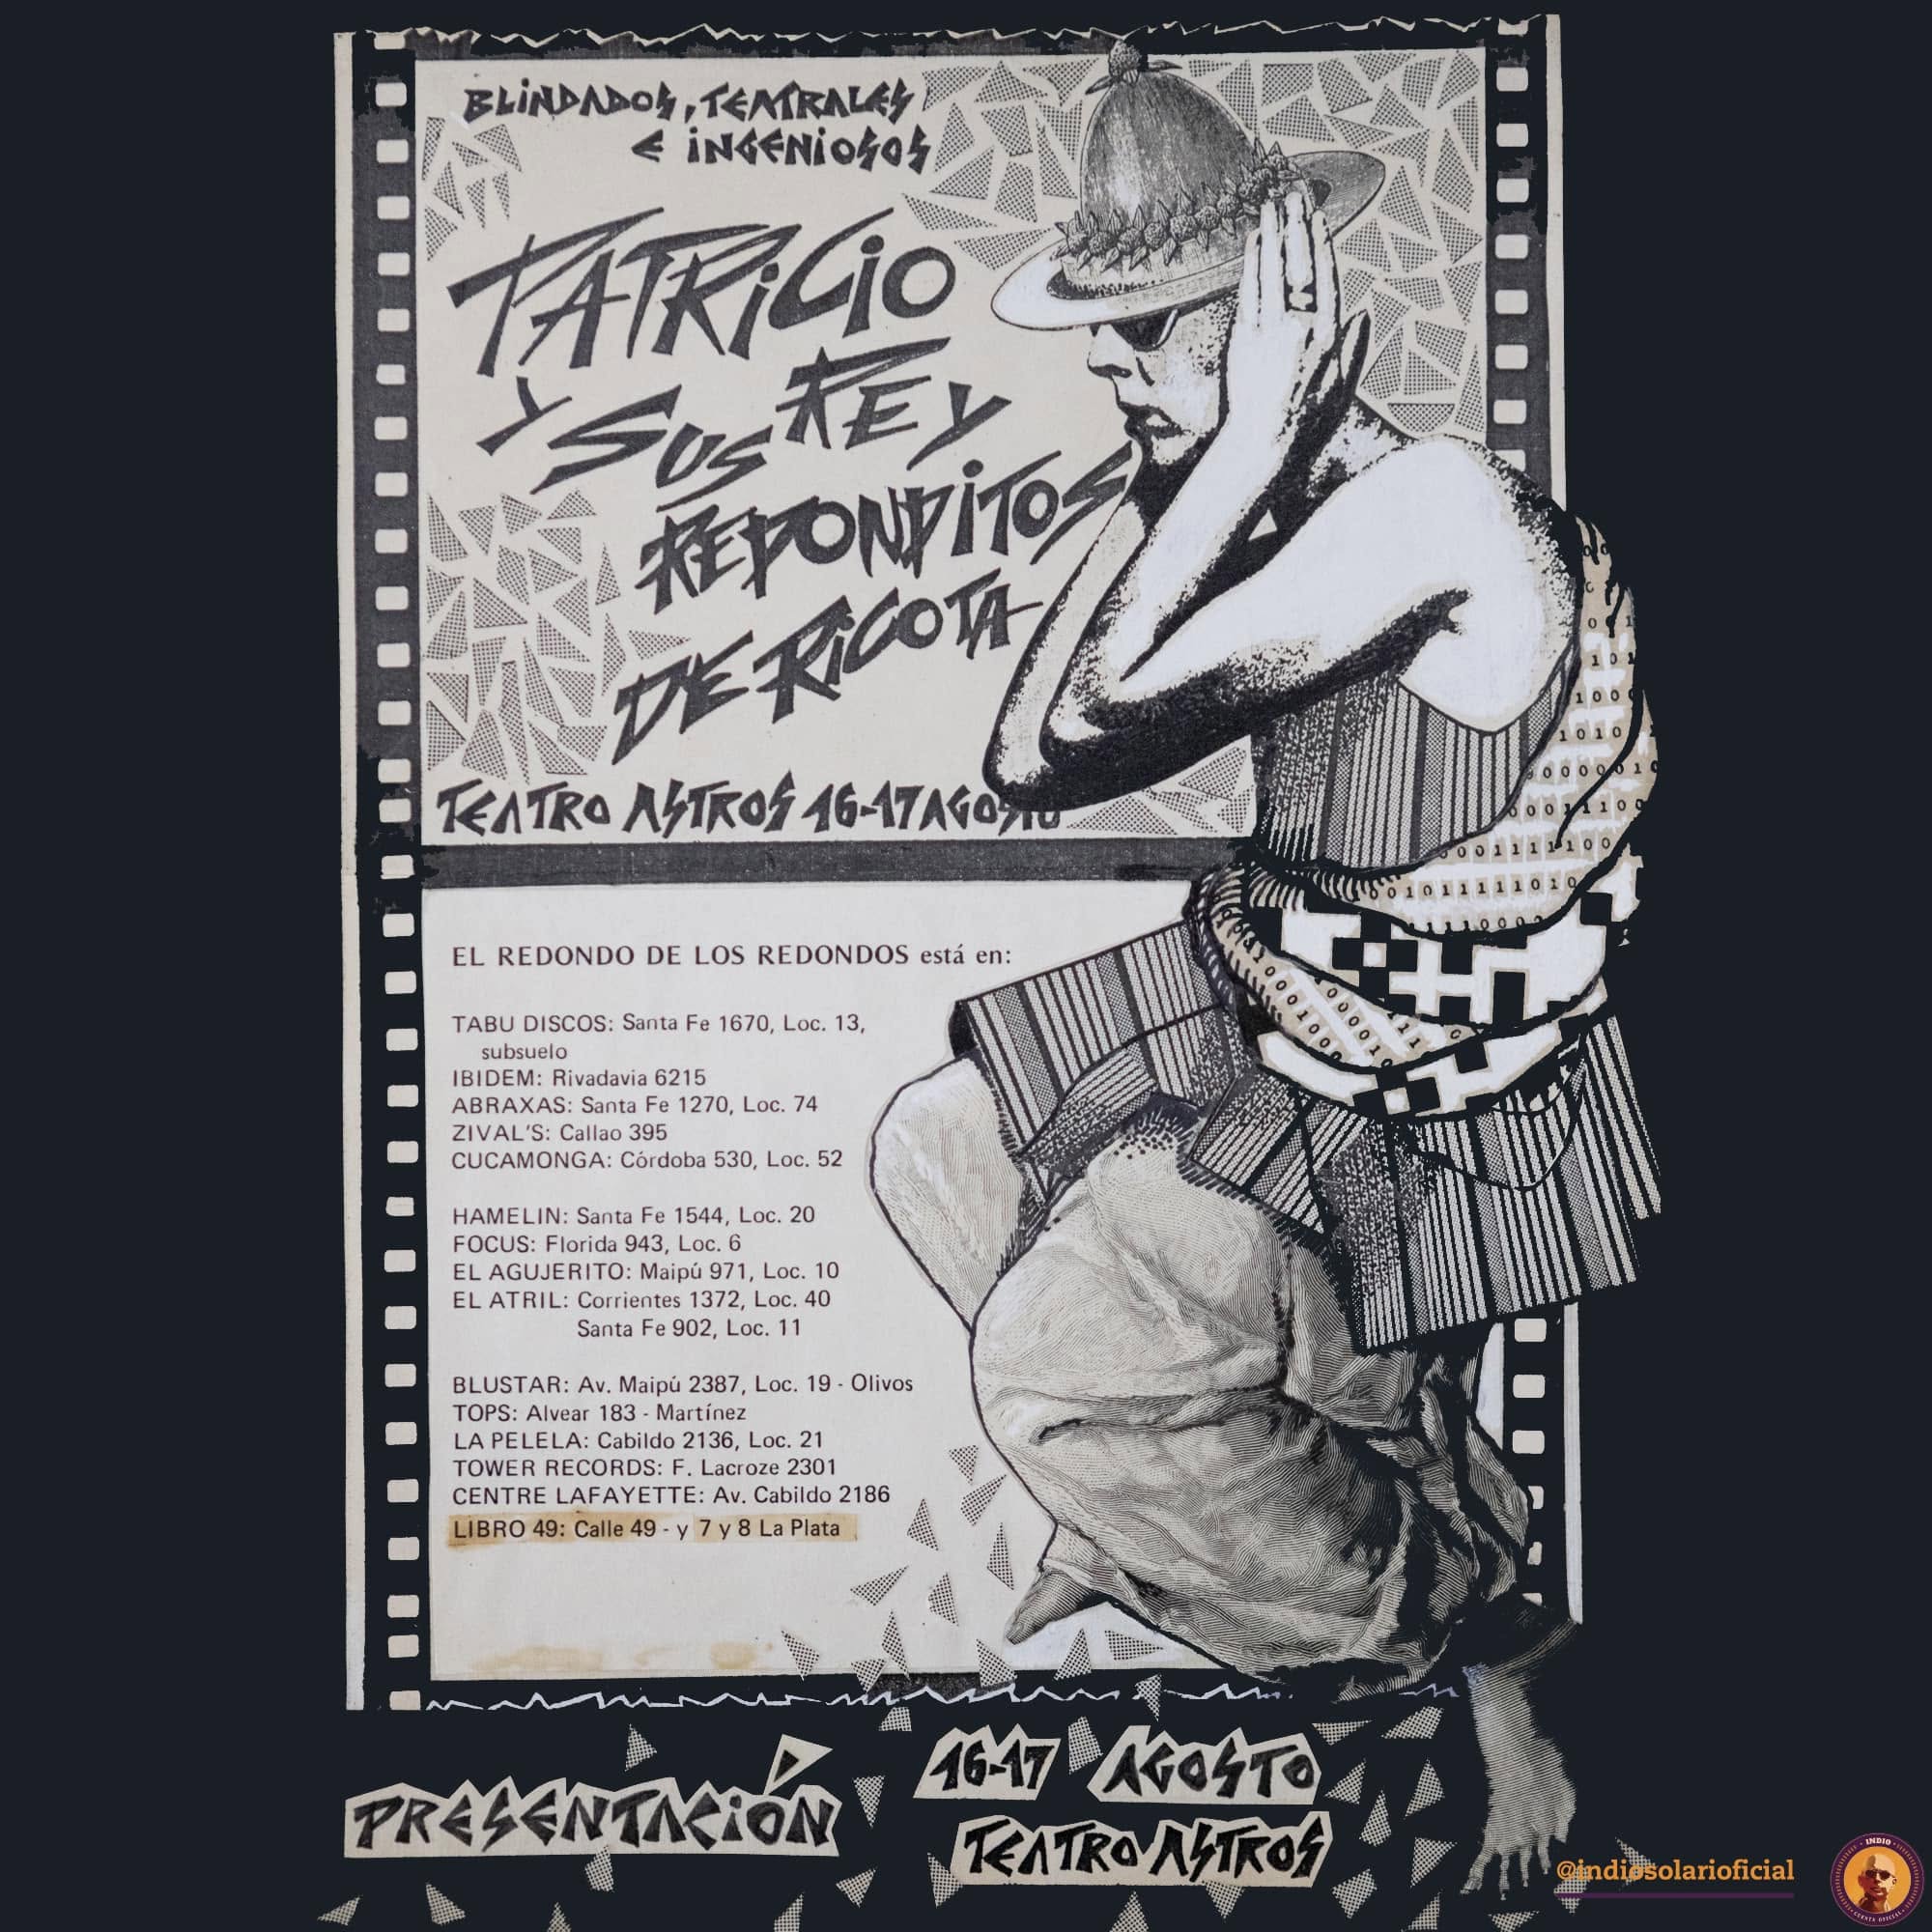 BLINDADOS, TEATRALES
E INGENIOSOS
PATRICIO
Y SUS REY
REDONDITOS
DE RICOTA
TEATRO ASTROS 16-17 AGOSTO
EL REDONDO DE LOS REDONDOS está en:
TABU DISCOS: Santa Fe 1670, Loc. 13,
subsuelo
IBIDEM: Rivadavia 6215
ABRAXAS: Santa Fe 1270, Loc. 74
ZIVAL'S: Callao 395
CUCAMONGA: Córdoba 530, Loc. 52
HAMELIN: Santa Fe 1544, Loc. 20
FOCUS: Florida 943, Loc. 6
EL AGUJERITO: Maipú 971, Loc. 10
EL ATRIL: Corrientes 1372, Loc. 40
Santa Fe 902, Loc. 11
BLUSTAR: Av. Maipú 2387, Loc. 19 - Olivos
TOPS: Alvear 183 - Martínez
LA PELELA: Cabildo 2136, Loc. 21
TOWER RECORDS: F. Lacroze 2301
CENTRE LAFAYETTE: Av. Cabildo 2186
LIBRO 49: Calle 49 - y 7 y 8 La Plata
PRESENTACIÓN
16-17 AGOSTO
TEATRO ASTROS
@indiosolarioficial
INDIO
CUENTA OFICIAL